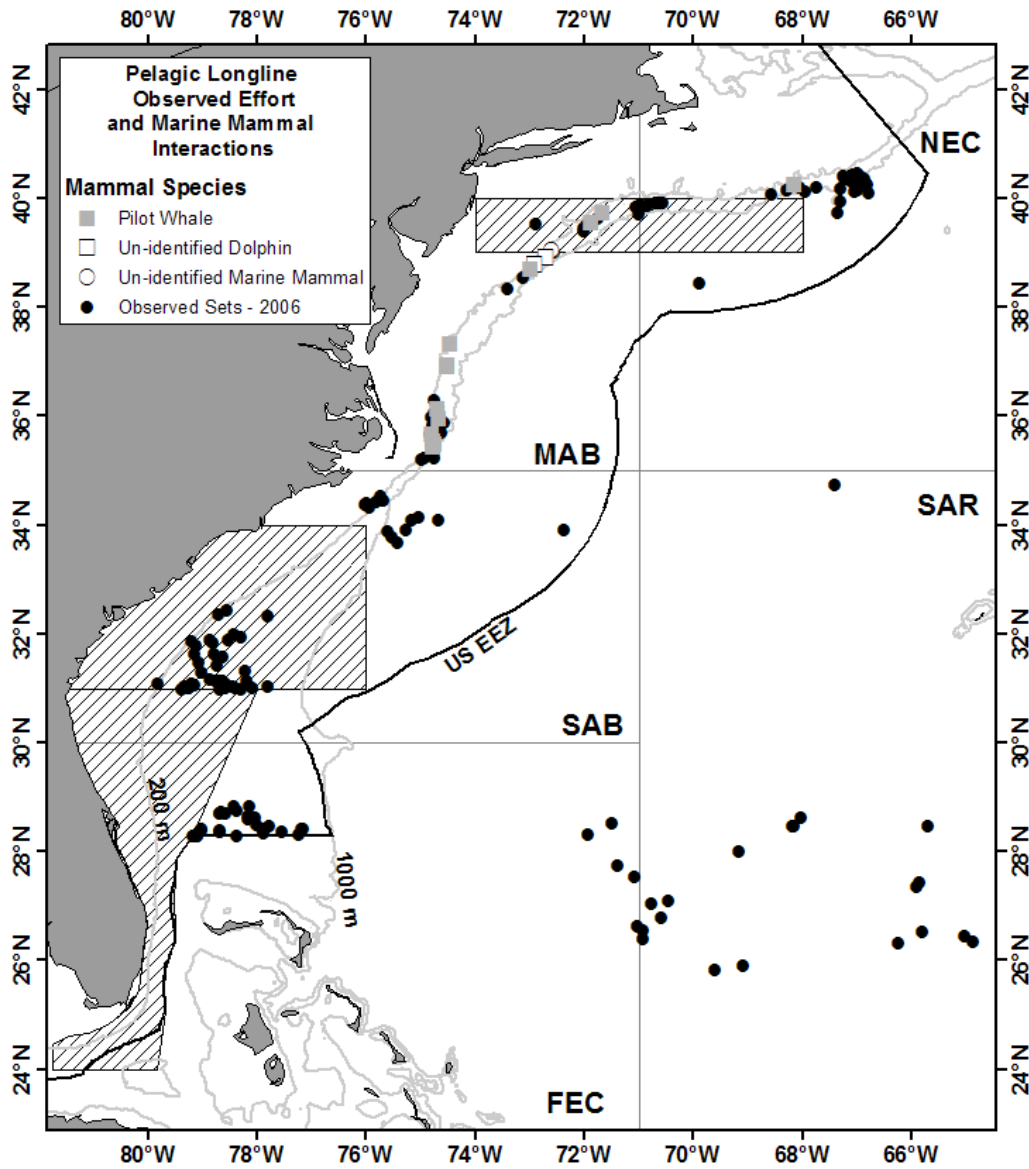 80°W 78°W 76°W 74°W 72°W 70°W 68°W 66°W
Pelagic Longline
Observed Effort
and Marine Mammal
Interactions
Mammal Species
Pilot Whale
Un-identified Dolphin
Un-identified Marine Mammal
Observed Sets - 2006
42°N
42°N
NEC
40°N
40°N
38°N
38°N
36°N
36°N
MAB
SAR
34°N
34°N
32°N
32°N
US EEZ
SAB
30°N
30°N
200 m
1000 m
28°N
28°N
26°N
26°N
24°N
24°N
FEC
80°W 78°W 76°W 74°W 72°W 70°W 68°W 66°W